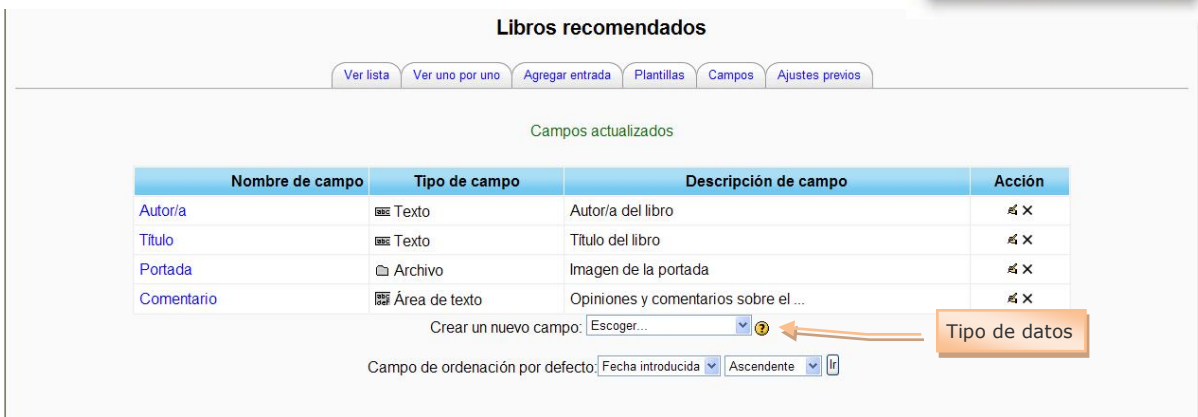 Libros recomendados
Ver lista Ver uno por uno Agregar entrada Plantillas Campos Ajustes previos
Campos actualizados
Nombre de campo Tipo de campo Descripción de campo Acción
Autor/a Texto Autor/a del libro
Título Texto Título del libro
Portada Archivo Imagen de la portada
Comentario Área de texto Opiniones y comentarios sobre el ...
Crear un nuevo campo: Escoger... ? Tipo de datos
Campo de ordenación por defecto: Fecha introducida Ascendente Ir